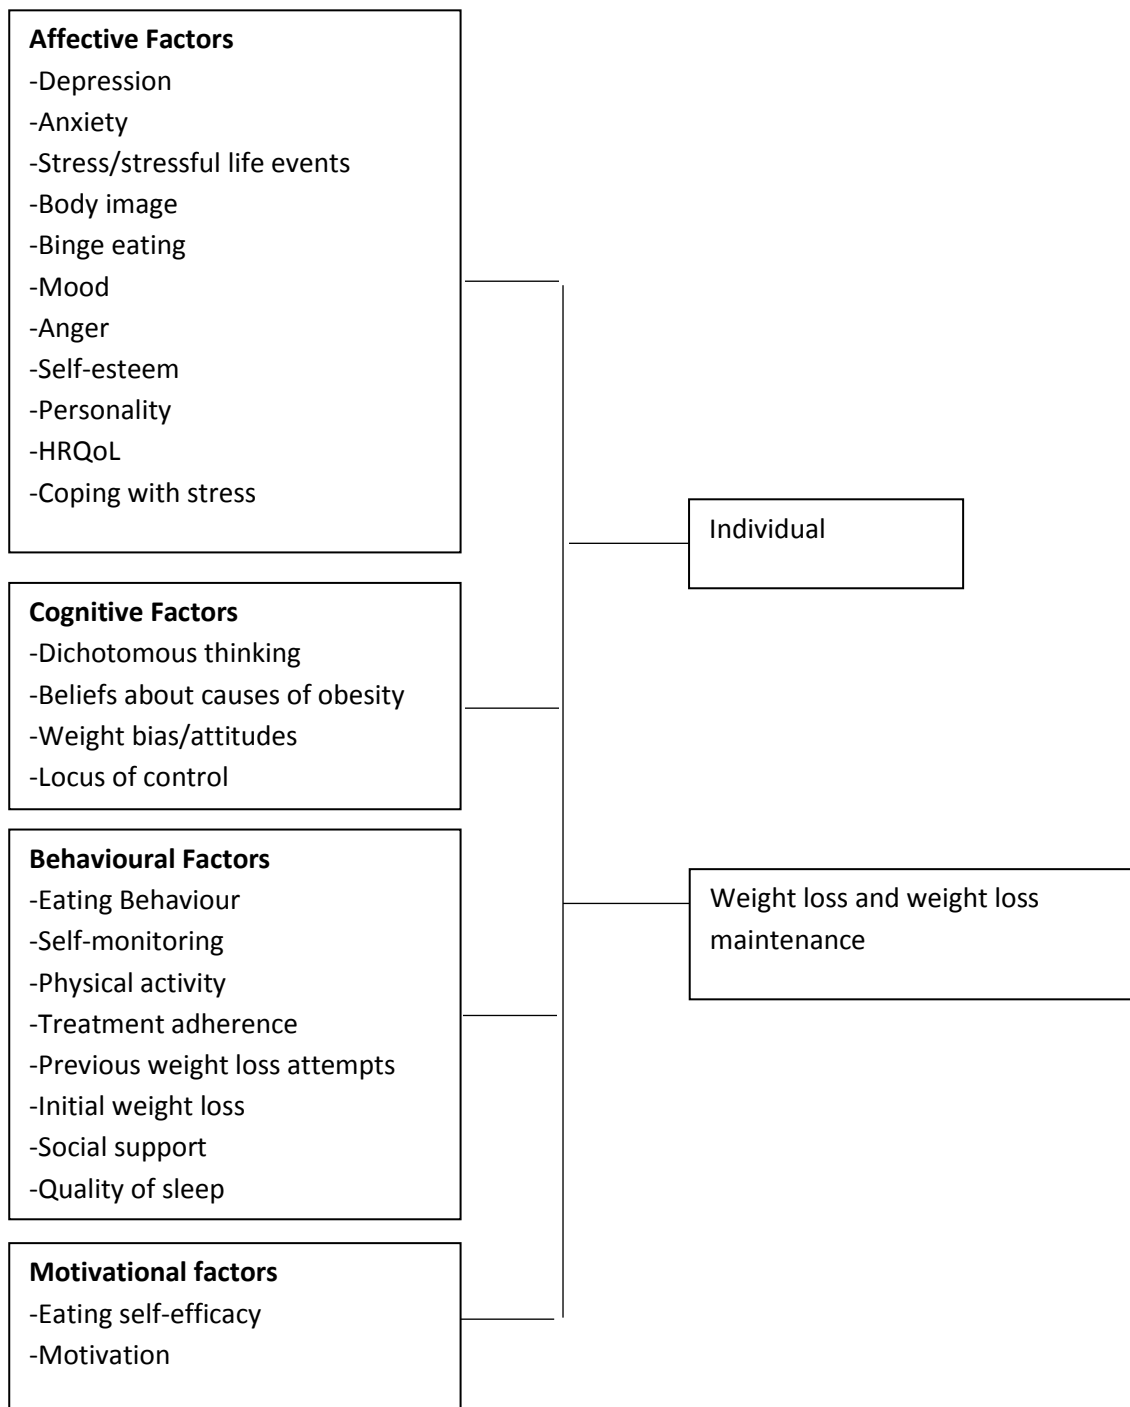 Affective Factors
-Depression
-Anxiety
-Stress/stressful life events
-Body image
-Binge eating
-Mood
-Anger
-Self-esteem
-Personality
-HRQoL
-Coping with stress
Individual
Cognitive Factors
-Dichotomous thinking
-Beliefs about causes of obesity
-Weight bias/attitudes
-Locus of control
Behavioural Factors
-Eating Behaviour
-Self-monitoring
-Physical activity
-Treatment adherence
-Previous weight loss attempts
-Initial weight loss
-Social support
-Quality of sleep
Weight loss and weight loss
maintenance
Motivational factors
-Eating self-efficacy
-Motivation